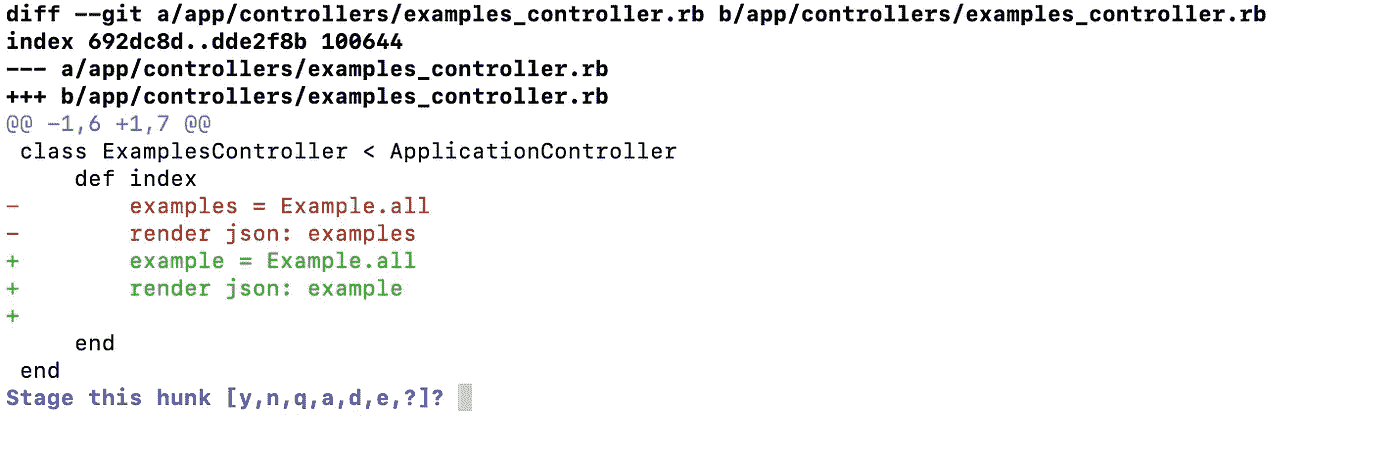 diff --git a/app/controllers/examples_controller.rb b/app/controllers/examples_controller.rb
index 692dc8d..dde2f8b 100644
--- a/app/controllers/examples_controller.rb
+++ b/app/controllers/examples_controller.rb
@@ -1,6 +1,7 @@
 class ExamplesController < ApplicationController
     def index
-        examples = Example.all
-        render json: examples
+        example = Example.all
+        render json: example
+
     end
 end
Stage this hunk [y,n,q,a,d,e,?]?